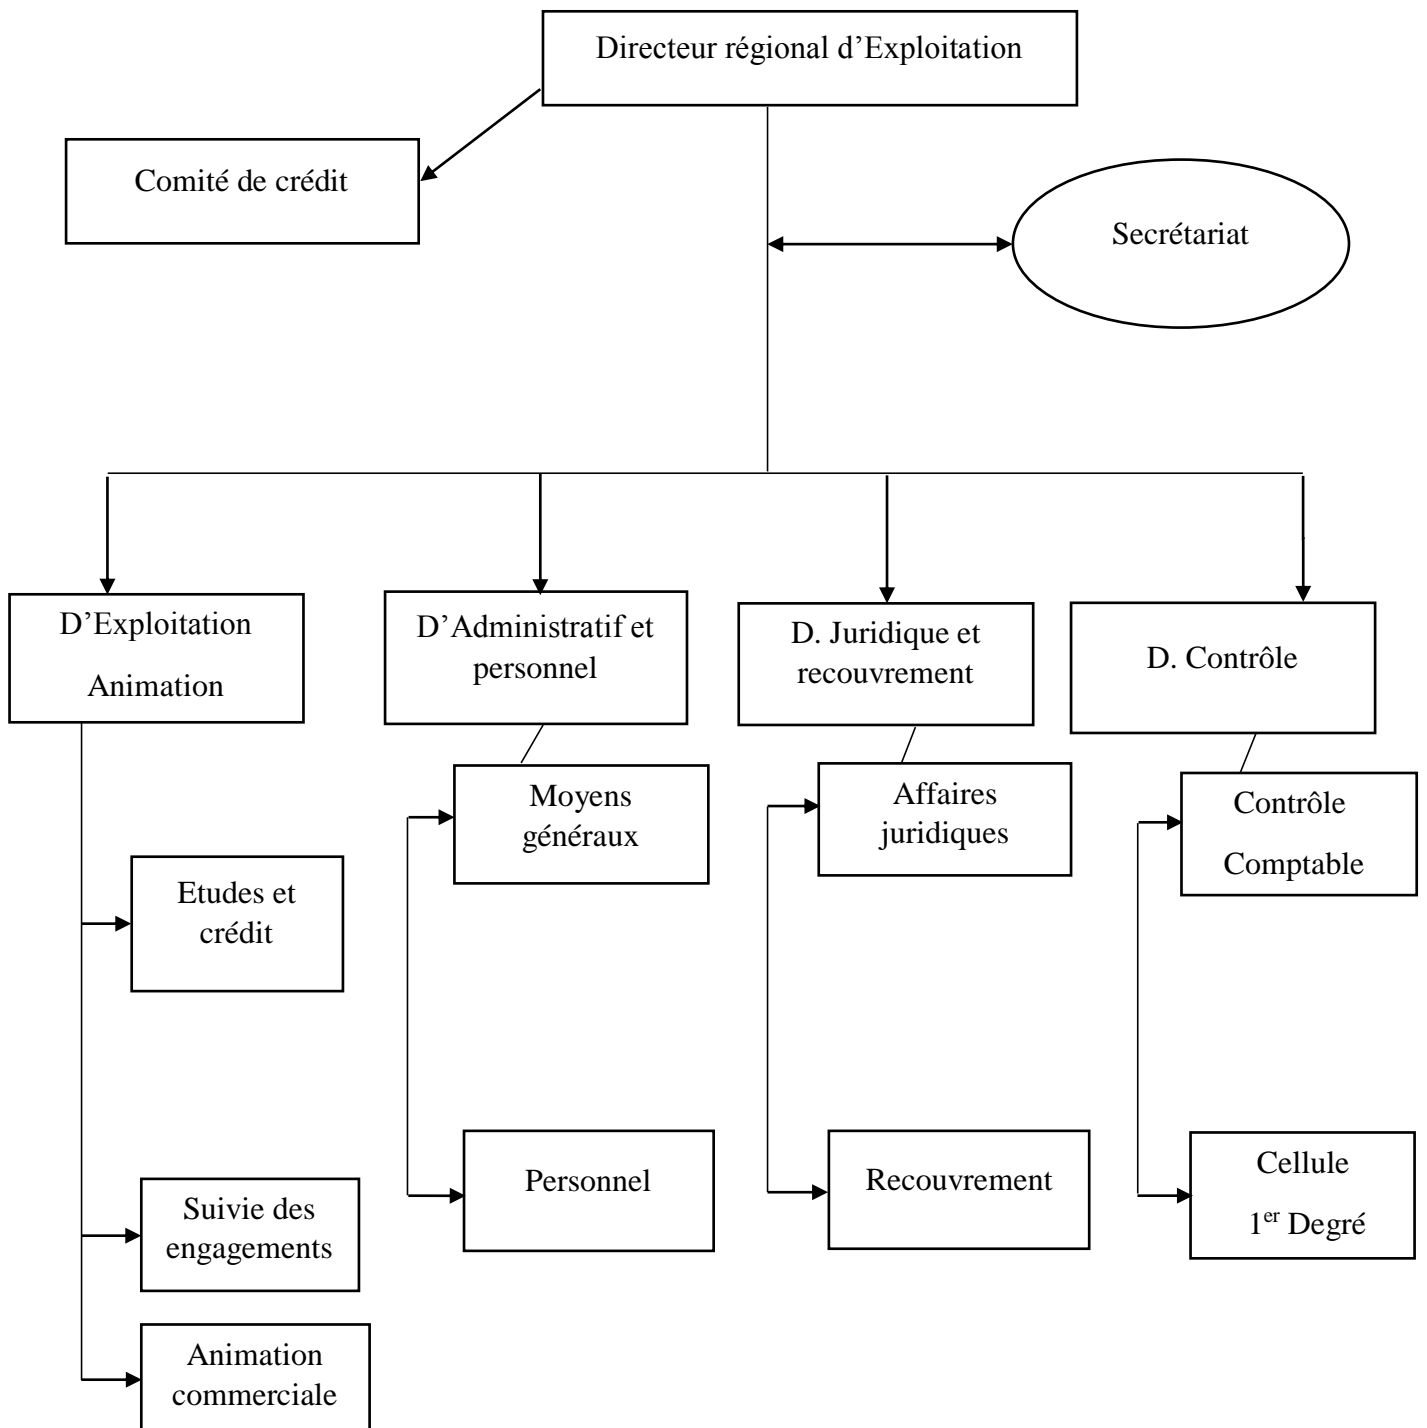 Directeur régional d’Exploitation
Comité de crédit
Secrétariat
D’Exploitation
Animation
D’Administratif et
personnel
D. Juridique et
recouvrement
D. Contrôle
Moyens
généraux
Affaires
juridiques
Contrôle
Comptable
Etudes et
crédit
Personnel
Recouvrement
Cellule
1er Degré
Suivie des
engagements
Animation
commerciale